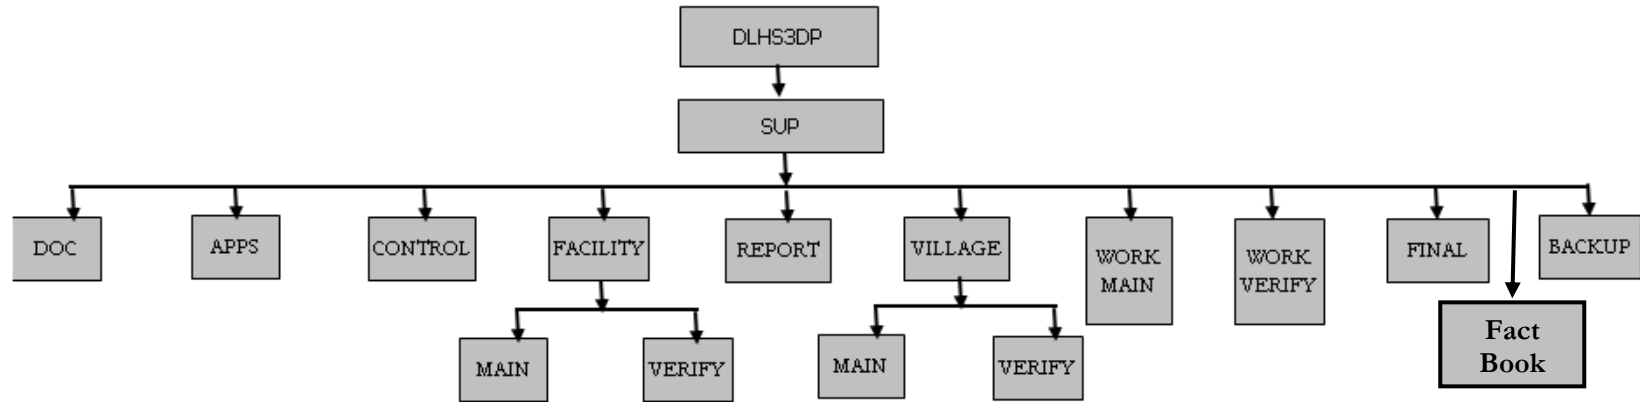 DLHS3DP
SUP
DOC
APPS
CONTROL
FACILITY
REPORT
VILLAGE
WORK
MAIN
WORK
VERIFY
FINAL
BACKUP
Fact
Book
MAIN
VERIFY
MAIN
VERIFY